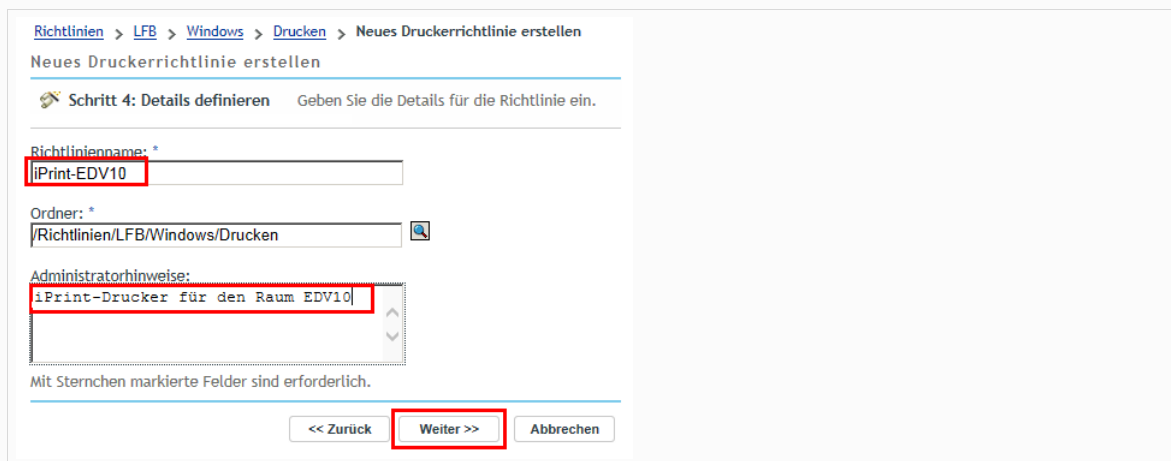 Richtlinien > LFB > Windows > Drucken > Neues Druckerrichtlinie erstellen
Neues Druckerrichtlinie erstellen
Schritt 4: Details definieren Geben Sie die Details für die Richtlinie ein.
Richtlinienname: *
iPrint-EDV10
Ordner: *
/Richtlinien/LFB/Windows/Drucken
Administratorhinweise:
iPrint-Drucker für den Raum EDV10
Mit Sternchen markierte Felder sind erforderlich.
<< Zurück Weiter >> Abbrechen